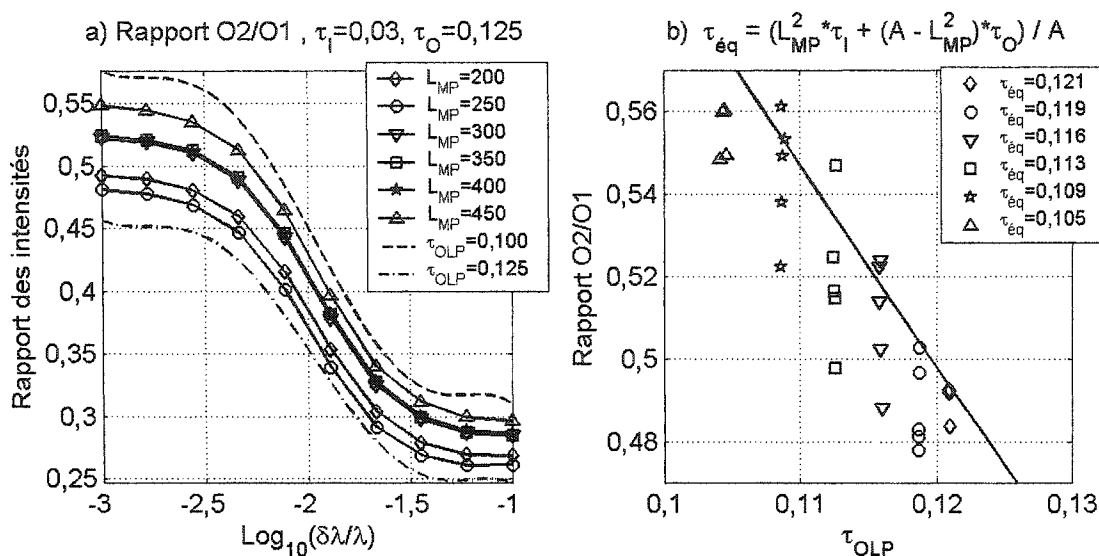 a) Rapport O2/O1 , τI=0,03, τO=0,125
Rapport des intensités
0,55
0,5
0,45
0,4
0,35
0,3
0,25
-3
-2,5
-2
-1,5
-1
Log10(δλ/λ)
LMP=200
LMP=250
LMP=300
LMP=350
LMP=400
LMP=450
τOLP=0,100
τOLP=0,125
b) τéq = (L²MP*τI + (A - L²MP)*τO) / A
Rapport O2/O1
0,56
0,54
0,52
0,5
0,48
0,1
0,11
0,12
0,13
τOLP
τéq=0,121
τéq=0,119
τéq=0,116
τéq=0,113
τéq=0,109
τéq=0,105